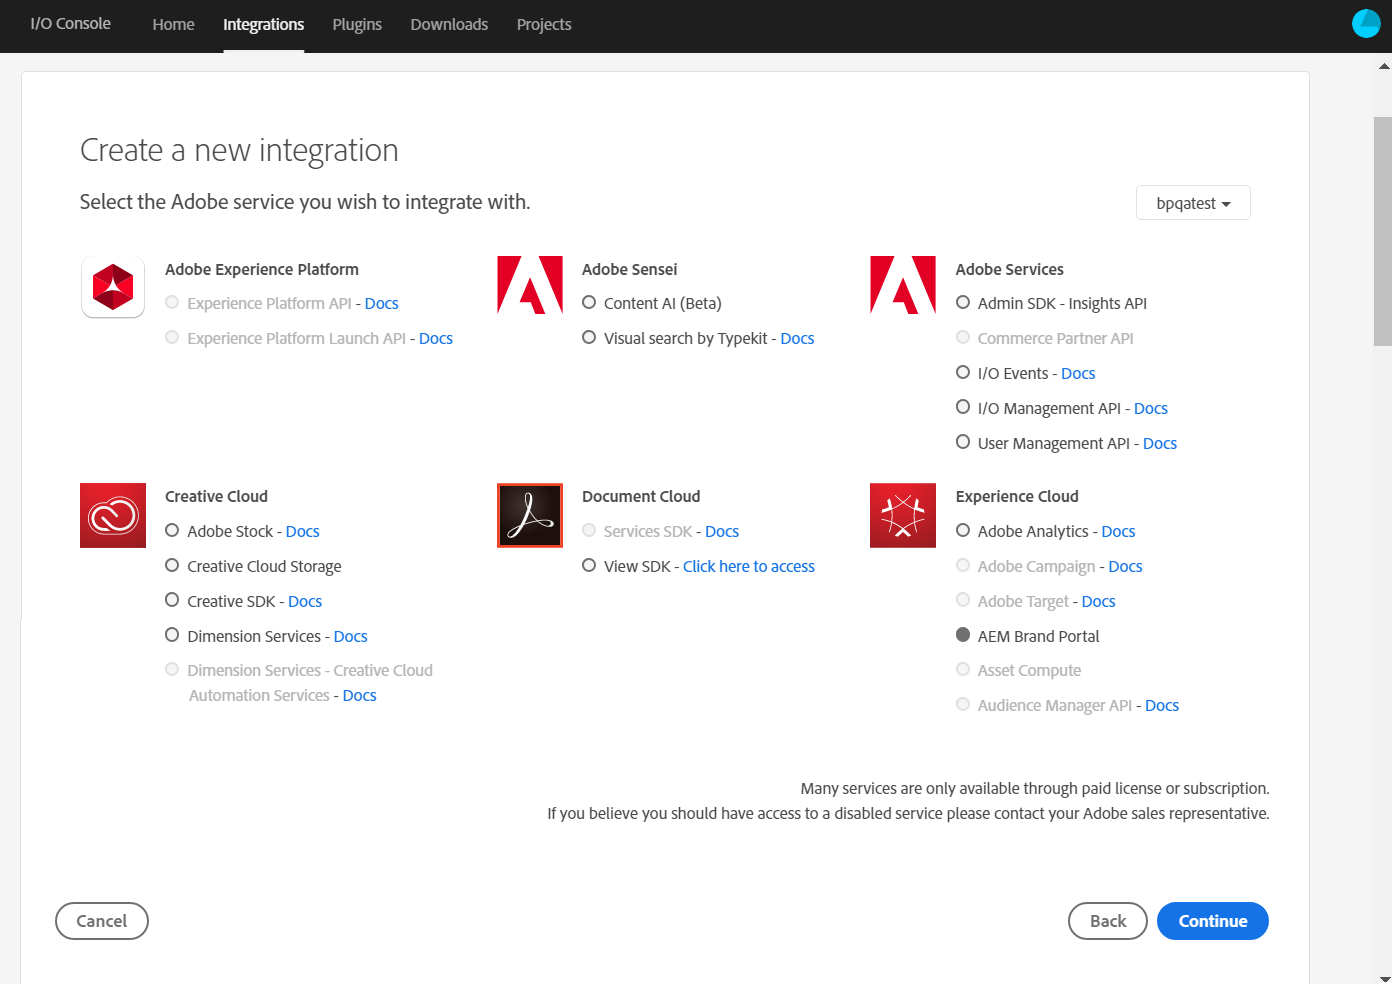 I/O Console
Home
Integrations
Plugins
Downloads
Projects
Create a new integration
Select the Adobe service you wish to integrate with.
bpqatest
Adobe Experience Platform
Experience Platform API - Docs
Experience Platform Launch API - Docs
Adobe Sensei
Content AI (Beta)
Visual search by Typekit - Docs
Adobe Services
Admin SDK - Insights API
Commerce Partner API
I/O Events - Docs
I/O Management API - Docs
User Management API - Docs
Creative Cloud
Adobe Stock - Docs
Creative Cloud Storage
Creative SDK - Docs
Dimension Services - Docs
Dimension Services - Creative Cloud
Automation Services - Docs
Document Cloud
Services SDK - Docs
View SDK - Click here to access
Experience Cloud
Adobe Analytics - Docs
Adobe Campaign - Docs
Adobe Target - Docs
AEM Brand Portal
Asset Compute
Audience Manager API - Docs
Many services are only available through paid license or subscription.
If you believe you should have access to a disabled service please contact your Adobe sales representative.
Cancel
Back
Continue